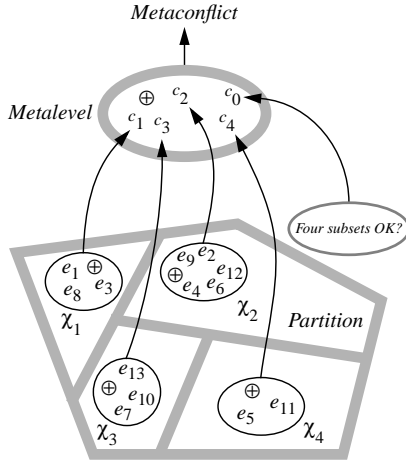 Metaconflict
Metalevel
⊕ c2 c0
c1 c3 c4
Four subsets OK?
e1 ⊕ e3
e8
χ1
e9 e2
⊕ e4 e6 e12
χ2
Partition
e13
⊕ e10
e7
χ3
⊕
e5 e11
χ4